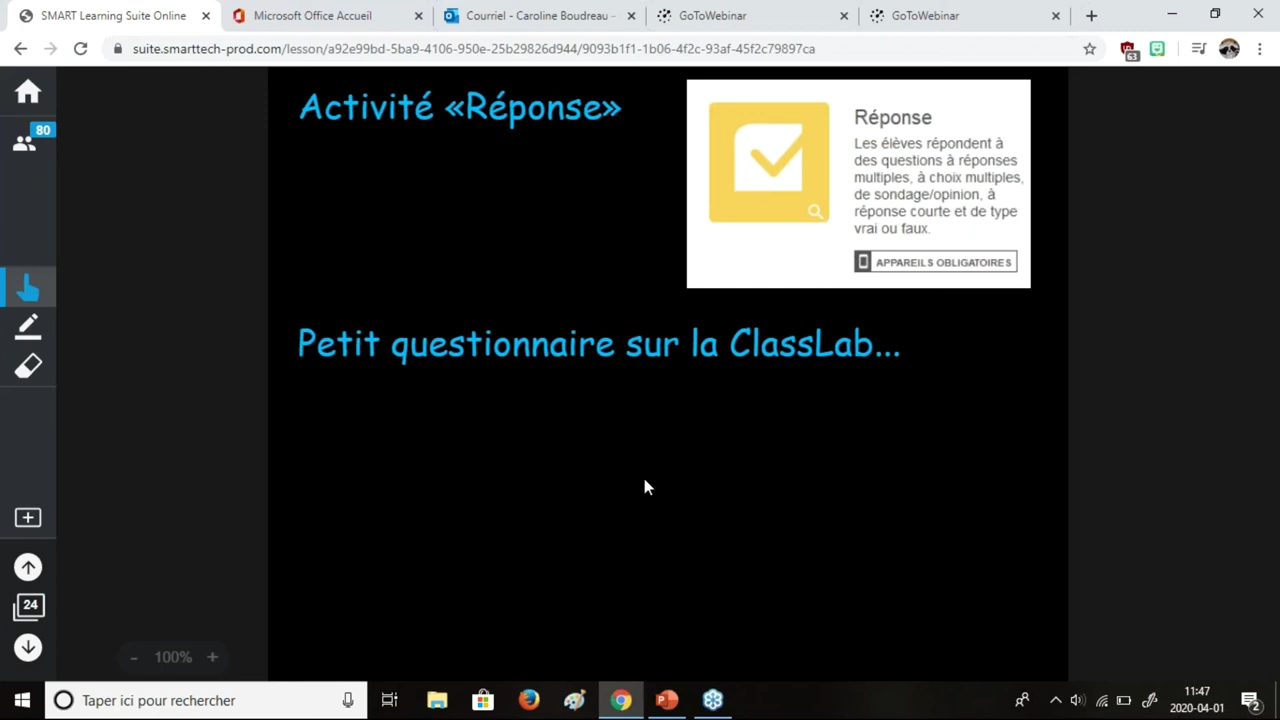 SMART Learning Suite Online
Microsoft Office Accueil
Courriel - Caroline Boudreau -
GoToWebinar
GoToWebinar
suite.smarttech-prod.com/lesson/a92e99bd-5ba9-4106-950e-25b29826d944/9093b1f1-1b06-4f2c-93af-45f2c79897ca
63
80
Activité «Réponse»
Réponse
Les élèves répondent à
des questions à réponses
multiples, à choix multiples,
de sondage/opinion, à
réponse courte et de type
vrai ou faux.
APPAREILS OBLIGATOIRES
Petit questionnaire sur la ClassLab...
24
- 100% +
Taper ici pour rechercher
11:47
2020-04-01
2